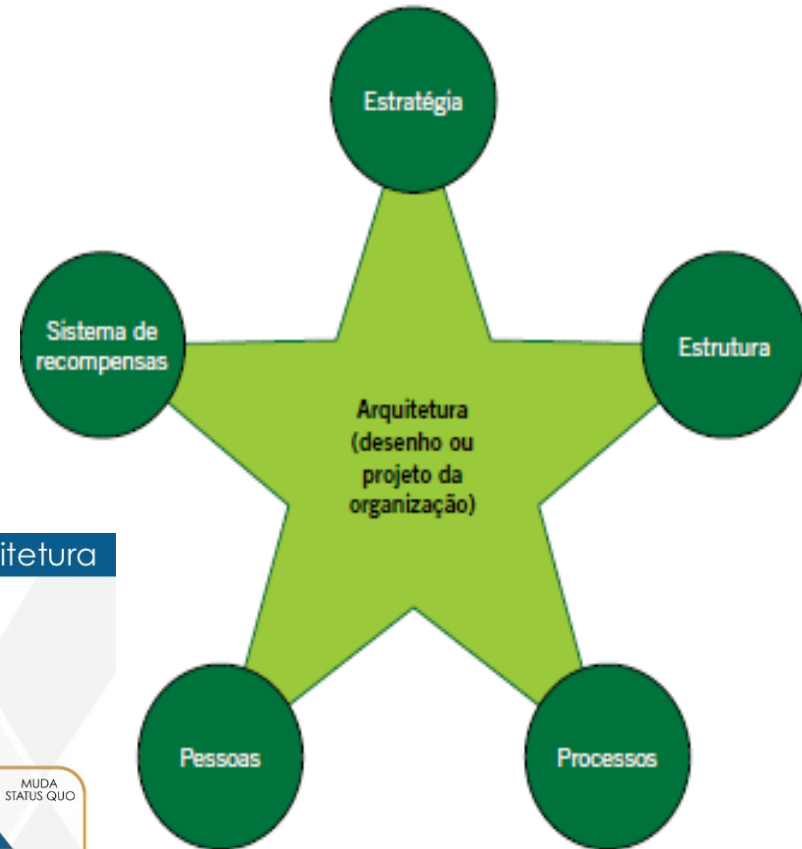 Estratégia
Sistema de
recompensas
Estrutura
Arquitetura
(desenho ou
projeto da
organização)
itetura
Pessoas
Processos
MUDA
STATUS QUO